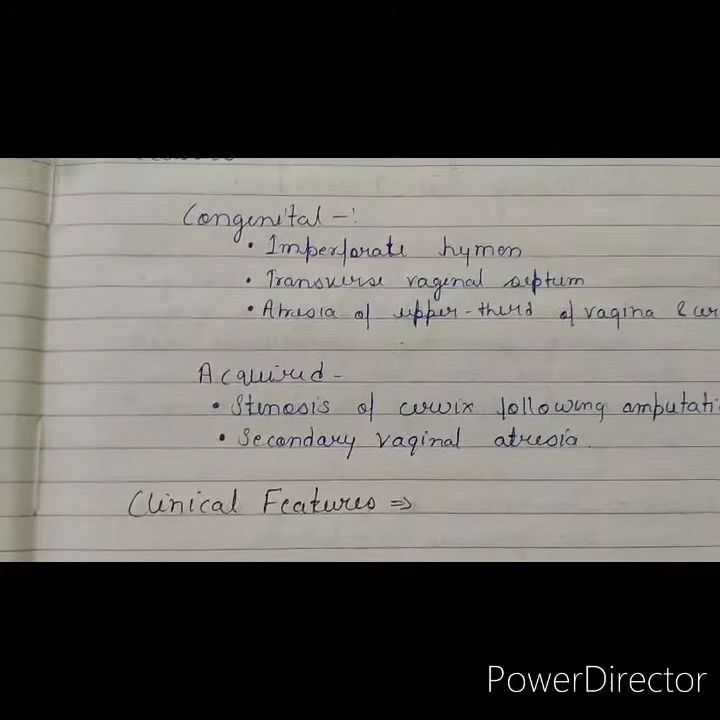 Congenital -:
• Imperforate hymen
• Transverse vaginal septum
• Atresia of upper-third of vagina &
Acquired -
• Stenosis of cervix following
• Secondary vaginal atresia.
Clinical Features ⇒
PowerDirector